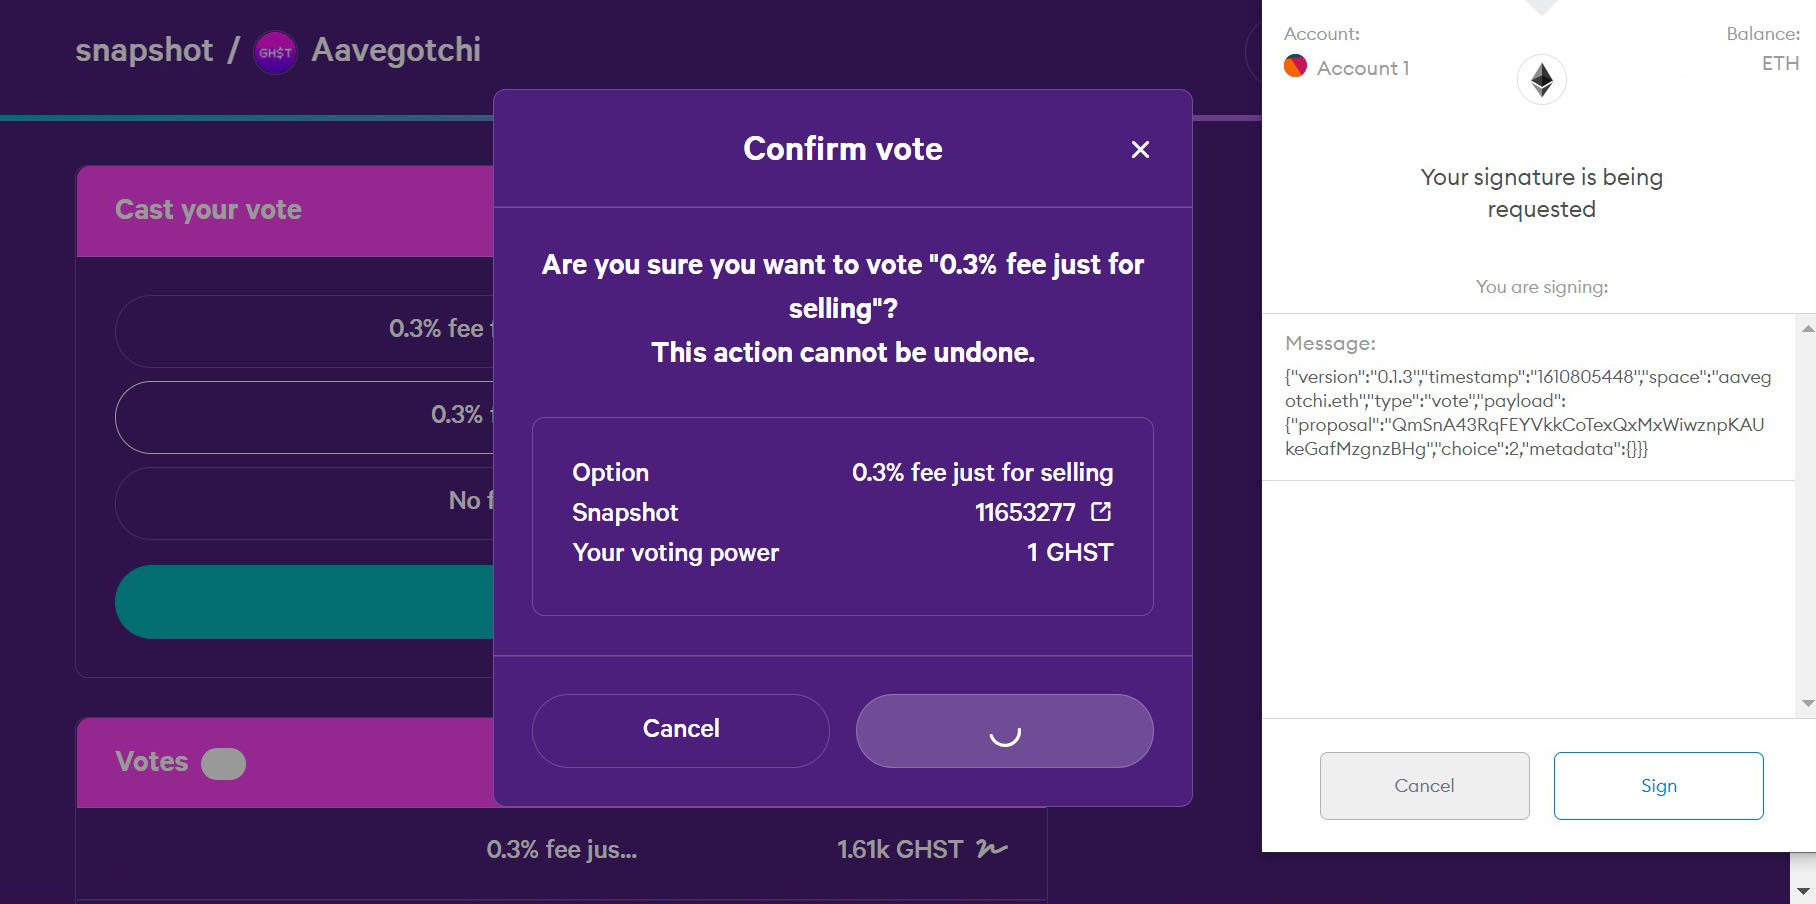 snapshot / GH$T Aavegotchi
Cast your vote
0.3% fee
0.3%
No
Votes
0.3% fee jus...
1.61k GHST
Confirm vote
Are you sure you want to vote "0.3% fee just for
selling"?
This action cannot be undone.
Option 0.3% fee just for selling
Snapshot 11653277
Your voting power 1 GHST
Cancel
Account:
Account 1
Balance:
ETH
Your signature is being
requested
You are signing:
Message:
{"version":"0.1.3","timestamp":"1610805448","space":"aaveg
otchi.eth","type":"vote","payload":
{"proposal":"QmSnA43RqFEYVkkCoTexQxMxWiwznpKAU
keGafMzgnzBHg","choice":2,"metadata":{}}}
Cancel
Sign